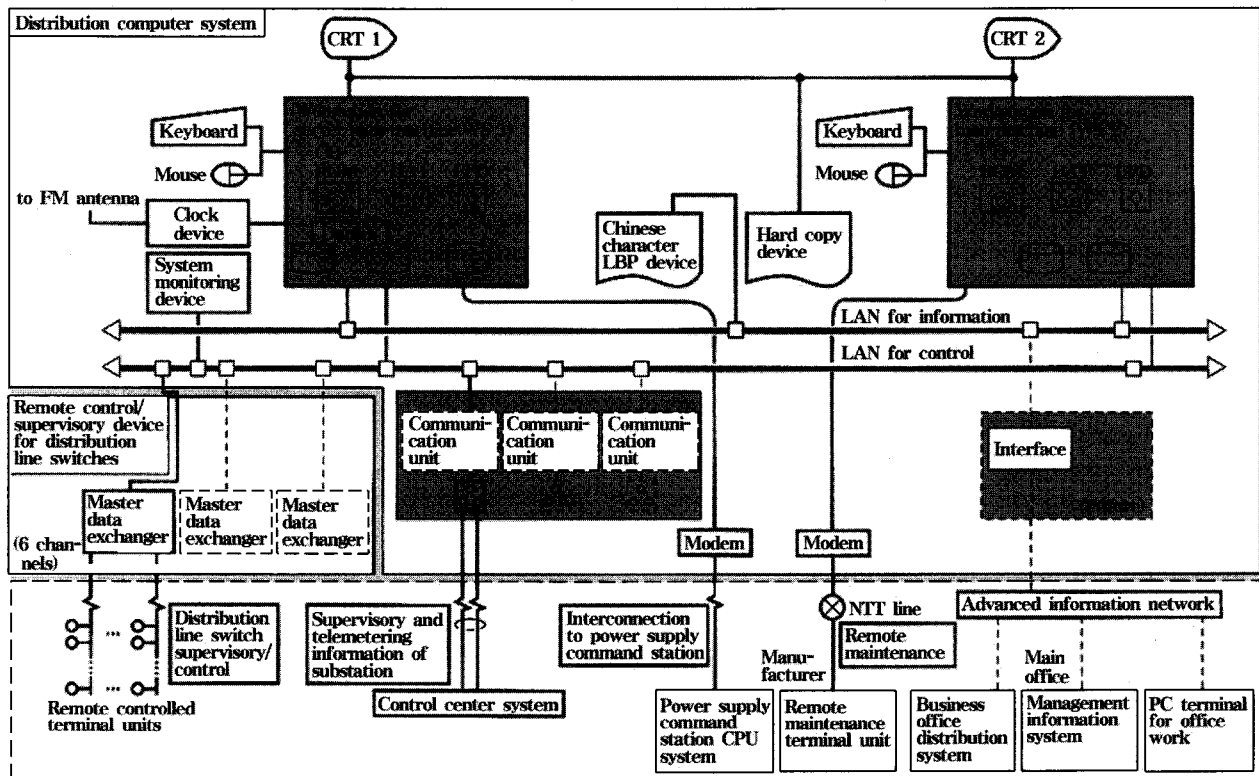 Distribution computer system
CRT 1
CRT 2
Keyboard
Mouse
to FM antenna
Clock
device
System
monitoring
device
Chinese
character
LBP device
Hard copy
device
Keyboard
Mouse
LAN for information
LAN for control
Remote control/
supervisory device
for distribution
line switches
Communi-
cation
unit
Communi-
cation
unit
Communi-
cation
unit
Interface
Master
data
exchanger
Master
data
exchanger
Master
data
exchanger
(6 chan-
nels)
Modem
Modem
Distribution
line switch
supervisory/
control
Supervisory and
telemetering
information of
substation
Interconnection
to power supply
command station
NTT line
Remote
maintenance
Advanced information network
Manu-
facturer
Main
office
Remote controlled
terminal units
Control center system
Power supply
command
station CPU
system
Remote
maintenance
terminal unit
Business
office
distribution
system
Management
information
system
PC terminal
for office
work